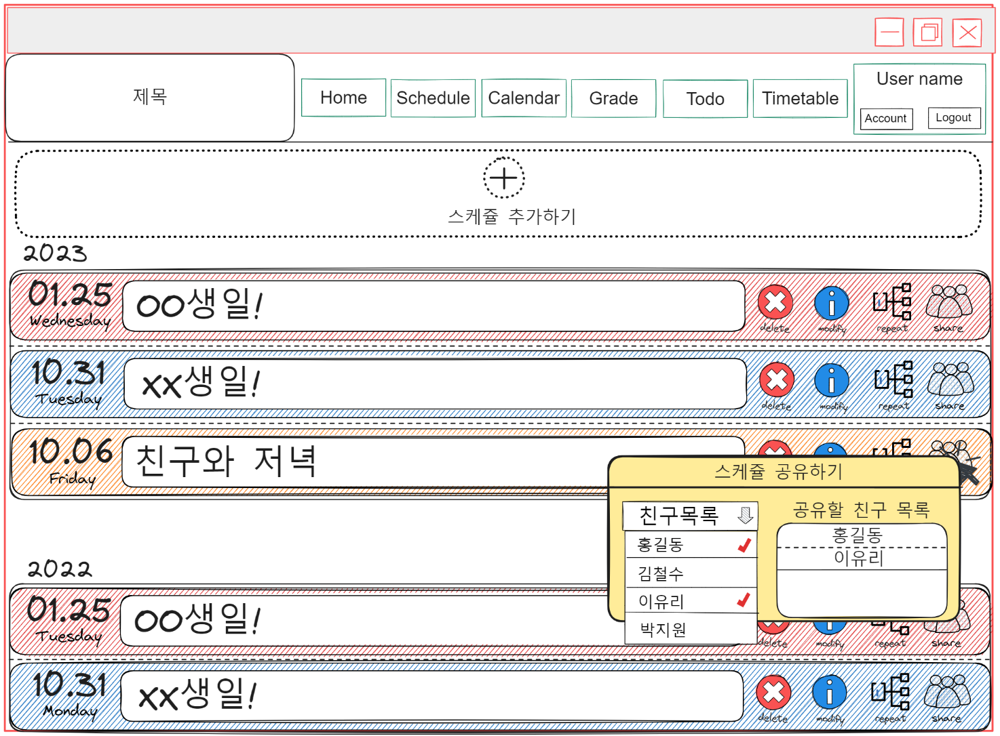 제목
Home
Schedule
Calendar
Grade
Todo
Timetable
User name
Account
Logout
스케쥴 추가하기
2023
01.25
Wednesday
OO생일!
delete
modify
repeat
share
10.31
Tuesday
xx생일!
delete
modify
repeat
share
10.06
Friday
친구와 저녁
스케쥴 공유하기
친구목록
홍길동
김철수
이유리
박지원
공유할 친구 목록
홍길동
이유리
2022
01.25
Tuesday
OO생일!
delete
modify
repeat
share
10.31
Monday
xx생일!
delete
modify
repeat
share